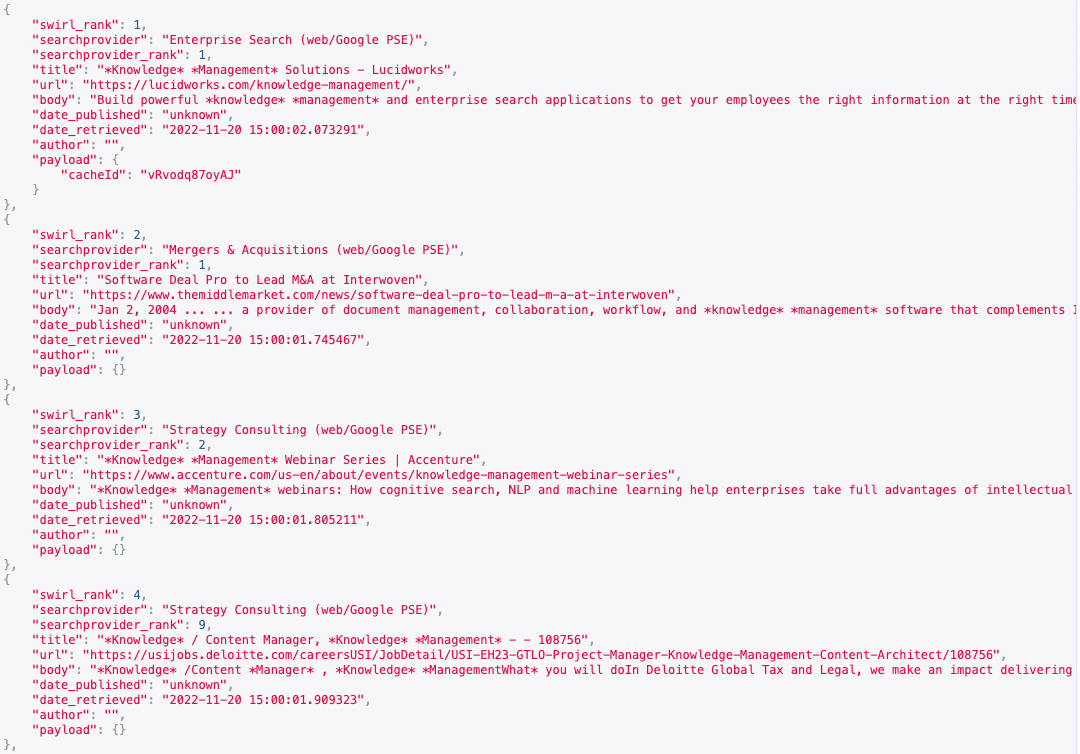 {
"swirl_rank": 1,
"searchprovider": "Enterprise Search (web/Google PSE)",
"searchprovider_rank": 1,
"title": "*Knowledge* *Management* Solutions – Lucidworks",
"url": "https://lucidworks.com/knowledge-management/",
"body": "Build powerful *knowledge* *management* and enterprise search applications to get your employees the right information at the right time
"date_published": "unknown",
"date_retrieved": "2022-11-20 15:00:02.073291",
"author": "",
"payload": {
"cacheId": "vRvodq87oyAJ"
}
},
{
"swirl_rank": 2,
"searchprovider": "Mergers & Acquisitions (web/Google PSE)",
"searchprovider_rank": 1,
"title": "Software Deal Pro to Lead M&A at Interwoven",
"url": "https://www.themiddlemarket.com/news/software-deal-pro-to-lead-m-a-at-interwoven",
"body": "Jan 2, 2004 ... ... a provider of document management, collaboration, workflow, and *knowledge* *management* software that complements
"date_published": "unknown",
"date_retrieved": "2022-11-20 15:00:01.745467",
"author": "",
"payload": {}
},
{
"swirl_rank": 3,
"searchprovider": "Strategy Consulting (web/Google PSE)",
"searchprovider_rank": 2,
"title": "*Knowledge* *Management* Webinar Series | Accenture",
"url": "https://www.accenture.com/us-en/about/events/knowledge-management-webinar-series",
"body": "*Knowledge* *Management* webinars: How cognitive search, NLP and machine learning help enterprises take full advantages of intellectual
"date_published": "unknown",
"date_retrieved": "2022-11-20 15:00:01.805211",
"author": "",
"payload": {}
},
{
"swirl_rank": 4,
"searchprovider": "Strategy Consulting (web/Google PSE)",
"searchprovider_rank": 9,
"title": "*Knowledge* / Content Manager, *Knowledge* *Management* – – 108756",
"url": "https://usijobs.deloitte.com/careersUSI/JobDetail/USI-EH23-GTLO-Project-Manager-Knowledge-Management-Content-Architect/108756",
"body": "*Knowledge* /Content *Manager* , *Knowledge* *ManagementWhat* you will doIn Deloitte Global Tax and Legal, we make an impact delivering
"date_published": "unknown",
"date_retrieved": "2022-11-20 15:00:01.909323",
"author": "",
"payload": {}
},